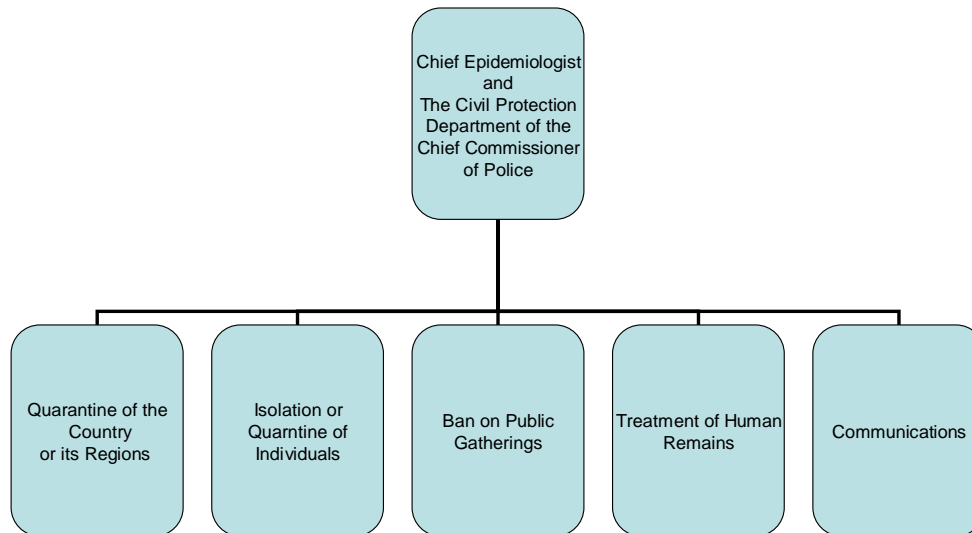 Chief Epidemiologist
and
The Civil Protection
Department of the
Chief Commissioner
of Police
Quarantine of the
Country
or its Regions
Isolation or
Quarntine of
Individuals
Ban on Public
Gatherings
Treatment of Human
Remains
Communications